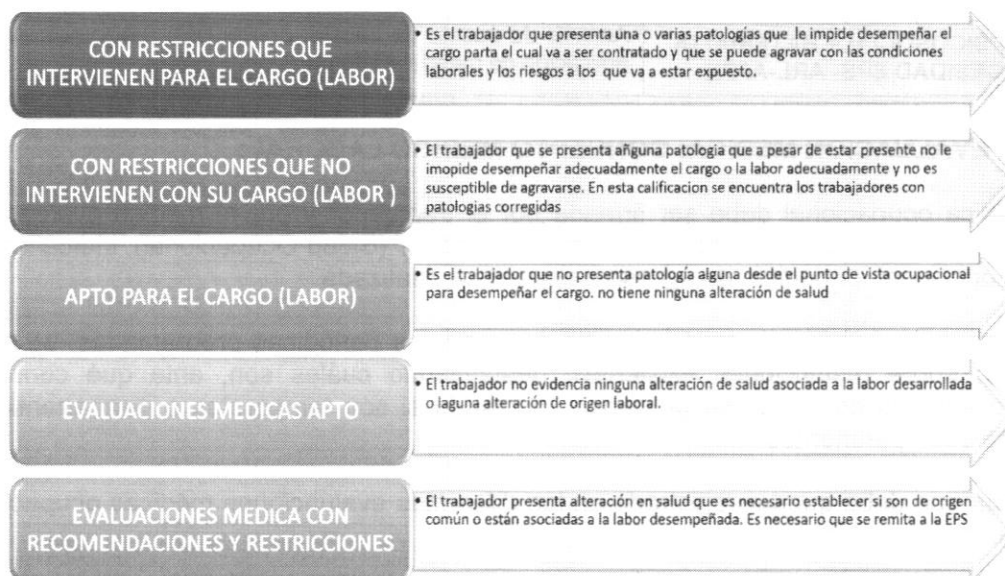 CON RESTRICCIONES QUE
INTERVIENEN PARA EL CARGO (LABOR)
• Es el trabajador que presenta una o varias patologías que le impide desempeñar el
cargo parta el cual va a ser contratado y que se puede agravar con las condiciones
laborales y los riesgos a los que va a estar expuesto.
CON RESTRICCIONES QUE NO
INTERVIENEN CON SU CARGO (LABOR )
• El trabajador que se presenta añguna patologia que a pesar de estar presente no le
imopide desempeñar adecuadamente el cargo o la labor adecuadamente y no es
susceptible de agravarse. En esta calificacion se encuentra los trabajadores con
patologias corregidas
APTO PARA EL CARGO (LABOR)
• Es el trabajador que no presenta patología alguna desde el punto de vista ocupacional
para desempeñar el cargo. no tiene ninguna alteración de salud
EVALUACIONES MEDICAS APTO
• El trabajador no evidencia ninguna alteración de salud asociada a la labor desarrollada
o laguna alteración de origen laboral.
EVALUACIONES MEDICA CON
RECOMENDACIONES Y RESTRICCIONES
• El trabajador presenta alteración en salud que es necesario establecer si son de origen
común o están asociadas a la labor desempeñada. Es necesario que se remita a la EPS